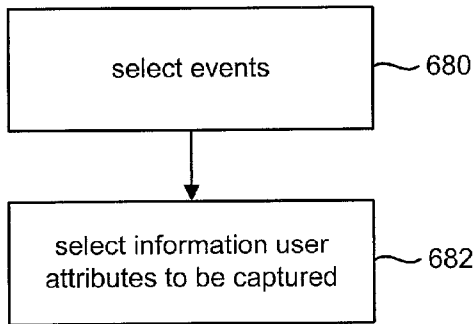 select events
680
select information user
attributes to be captured
682